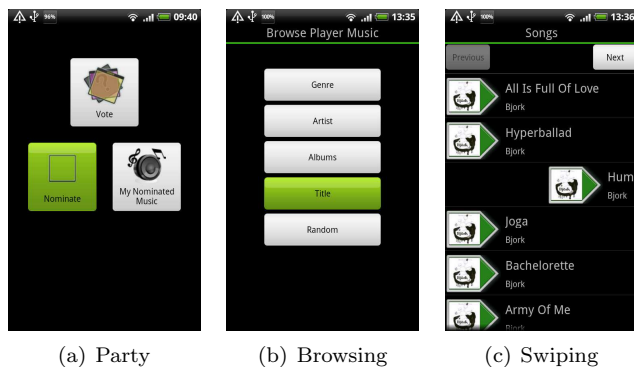 96%
09:40
Vote
Nominate
My Nominated
Music
(a) Party
100%
13:35
Browse Player Music
Genre
Artist
Albums
Title
Random
(b) Browsing
100%
13:36
Songs
Previous
Next
All Is Full Of Love
Bjork
Hyperballad
Bjork
Hum
Bjork
Joga
Bjork
Bachelorette
Bjork
Army Of Me
Bjork
(c) Swiping